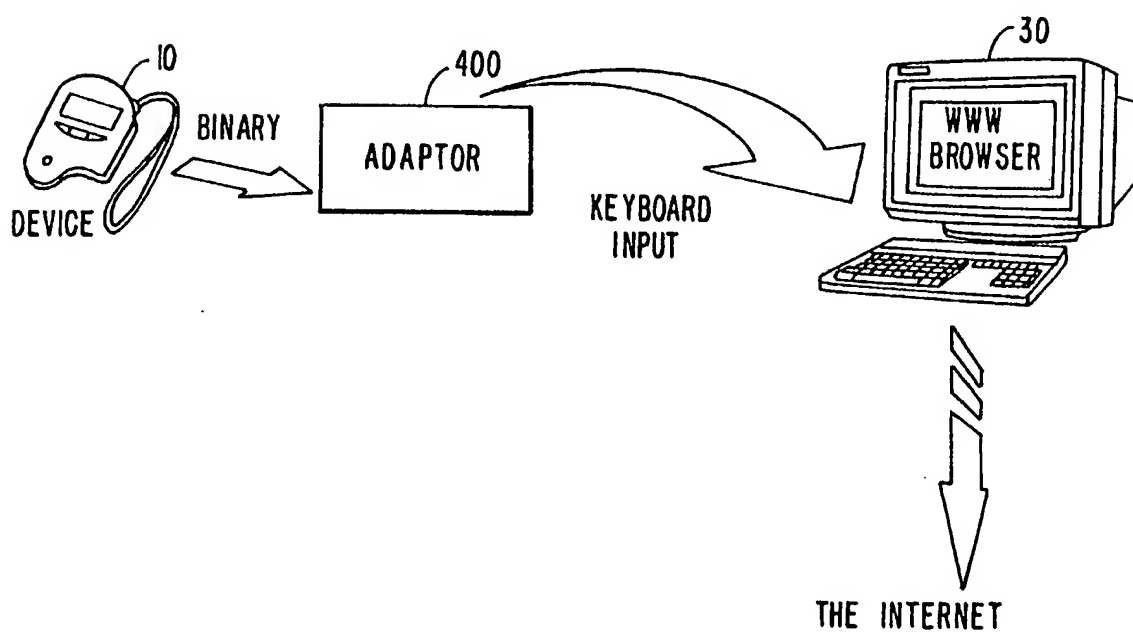 10
400
30
BINARY
ADAPTOR
WWW
BROWSER
DEVICE
KEYBOARD
INPUT
THE INTERNET